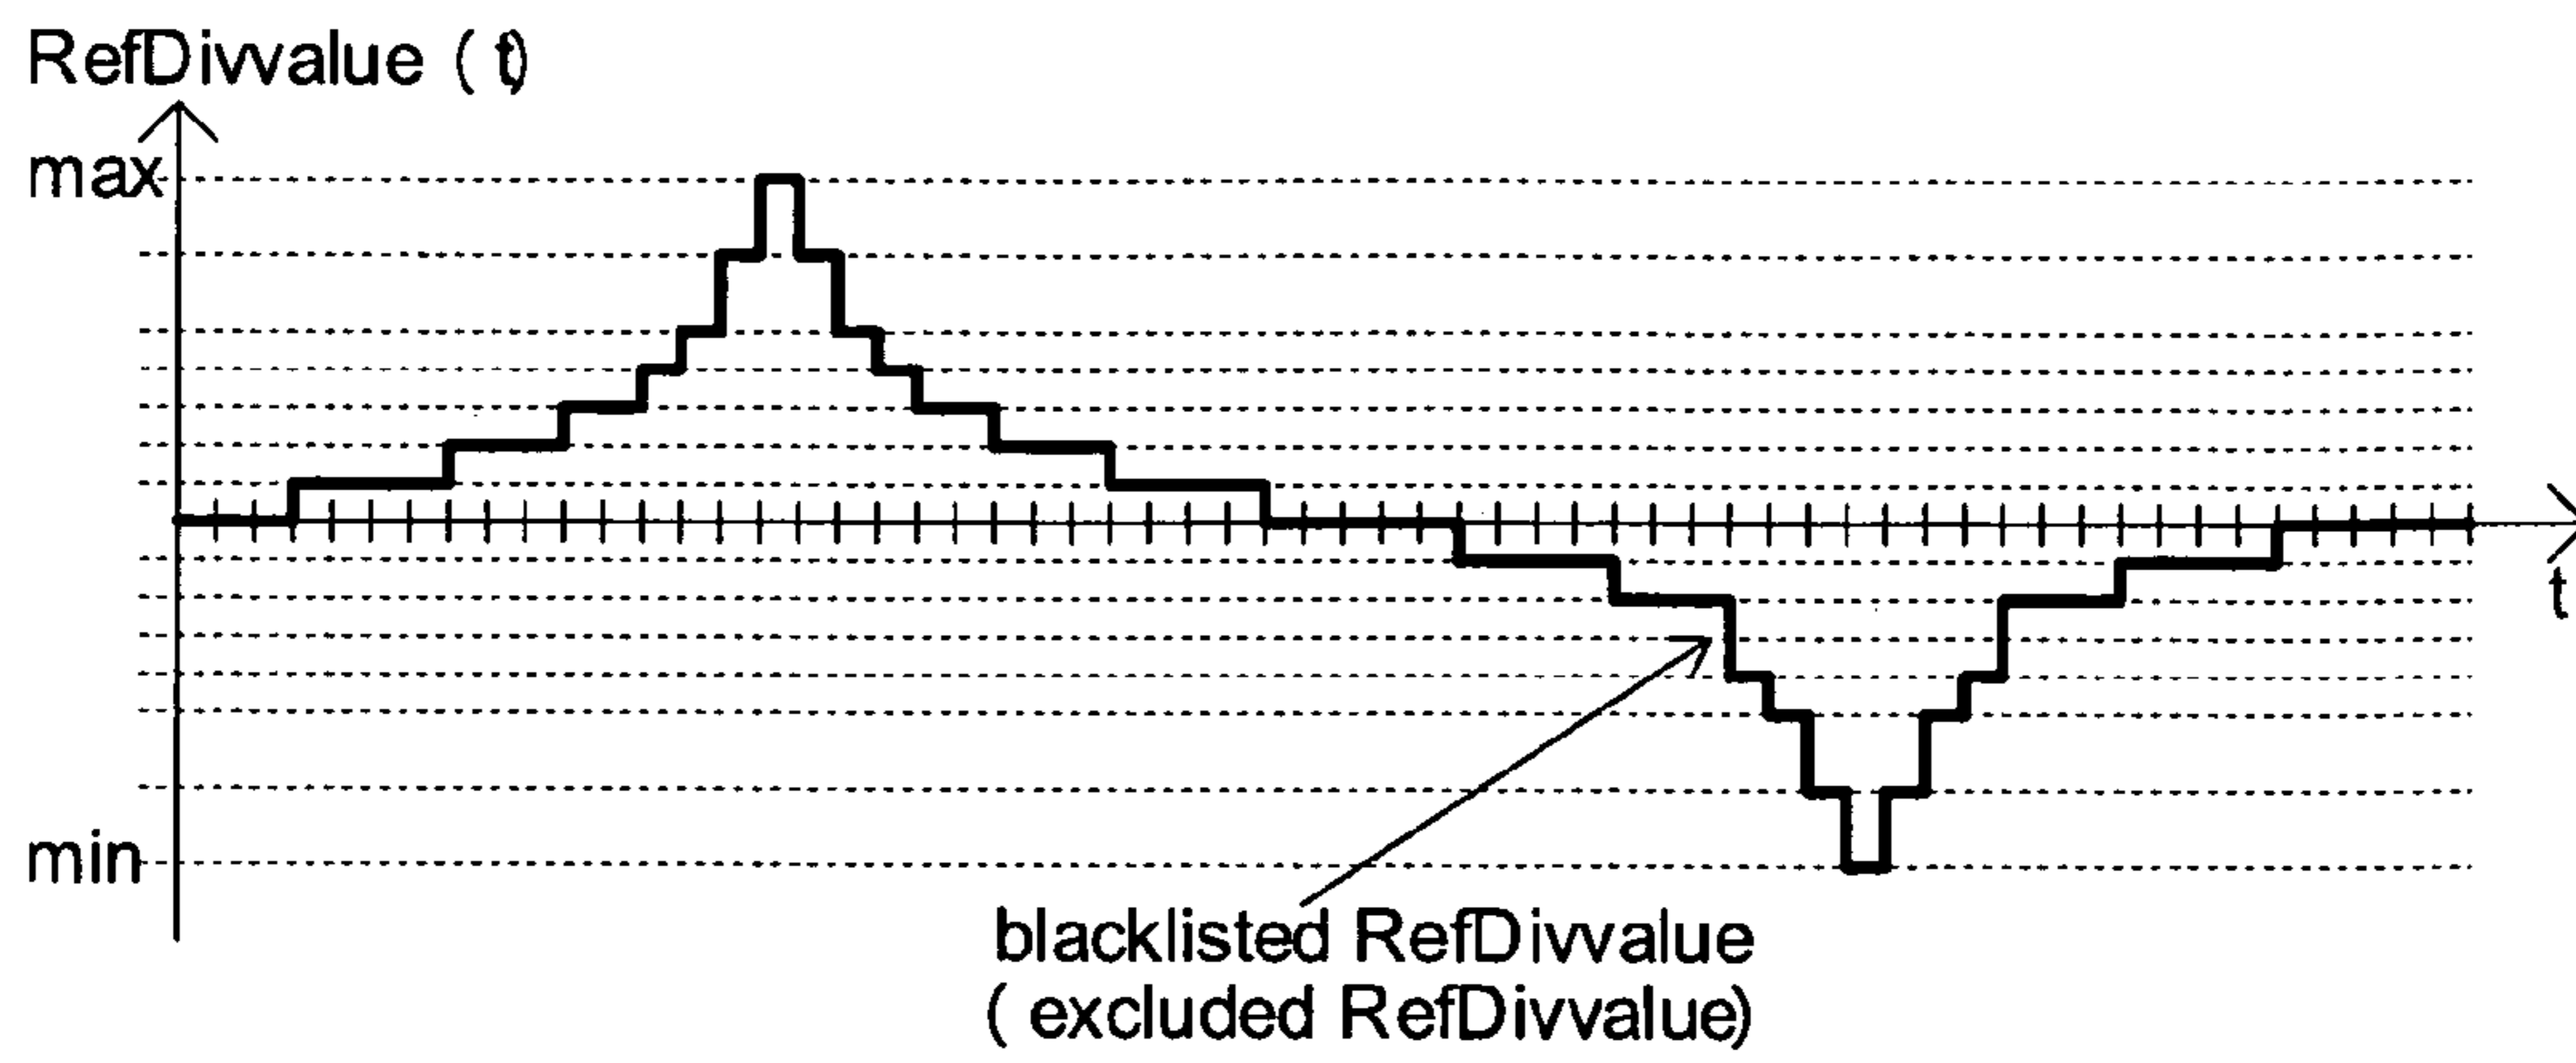 RefDivvalue ( t)
max
min
t
blacklisted RefDivvalue
( excluded RefDivvalue)